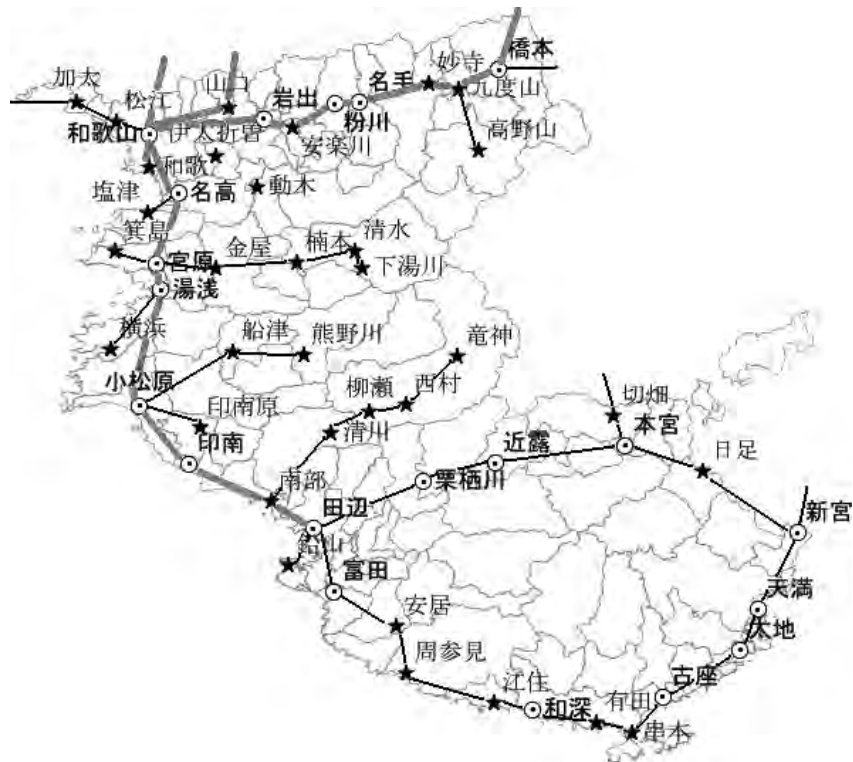 橋本
妙寺
加太
山口
名手
九度山
松江
岩出
粉川
和歌山
伊太祈曽
安楽川
高野山
和歌
塩津
名高
動木
箕島
金屋
楠本
清水
宮原
下湯川
湯浅
横浜
船津
熊野川
竜神
小松原
柳瀬
西村
切畑
印南原
清川
本宮
印南
近露
日足
南部
栗栖川
田辺
新宮
鉛山
富田
天満
安居
太地
周参見
江住
古座
和深
有田
串本